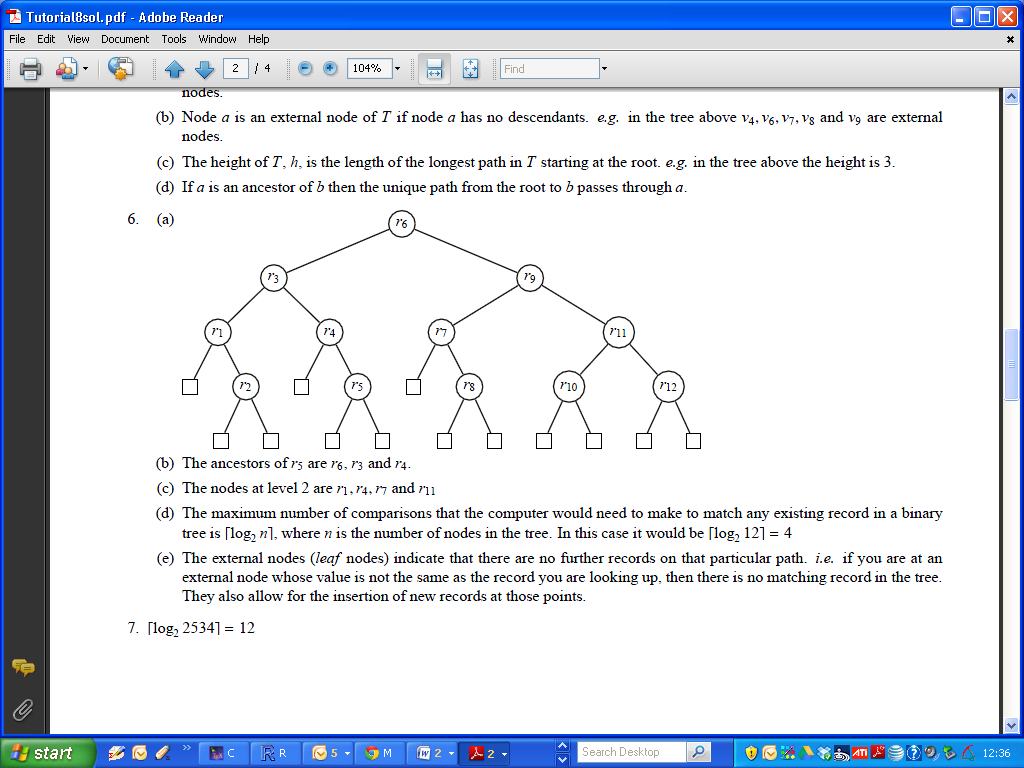 Tutorial8sol.pdf - Adobe Reader
File Edit View Document Tools Window Help
2 / 4 104% Find
nodes.
(b) Node a is an external node of T if node a has no descendants. e.g. in the tree above v4, v6, v7, v8 and v9 are external
nodes.
(c) The height of T, h, is the length of the longest path in T starting at the root. e.g. in the tree above the height is 3.
(d) If a is an ancestor of b then the unique path from the root to b passes through a.
6. (a)
r6
r3 r9
r1 r4 r7 r11
r2 r5 r8 r10 r12
(b) The ancestors of r5 are r6, r3 and r4.
(c) The nodes at level 2 are r1, r4, r7 and r11
(d) The maximum number of comparisons that the computer would need to make to match any existing record in a binary
tree is ⌈log2 n⌉, where n is the number of nodes in the tree. In this case it would be ⌈log2 12⌉ = 4
(e) The external nodes (leaf nodes) indicate that there are no further records on that particular path. i.e. if you are at an
external node whose value is not the same as the record you are looking up, then there is no matching record in the tree.
They also allow for the insertion of new records at those points.
7. ⌈log2 2534⌉ = 12
start C R R 5 M 2 2 Search Desktop ATI 12:36